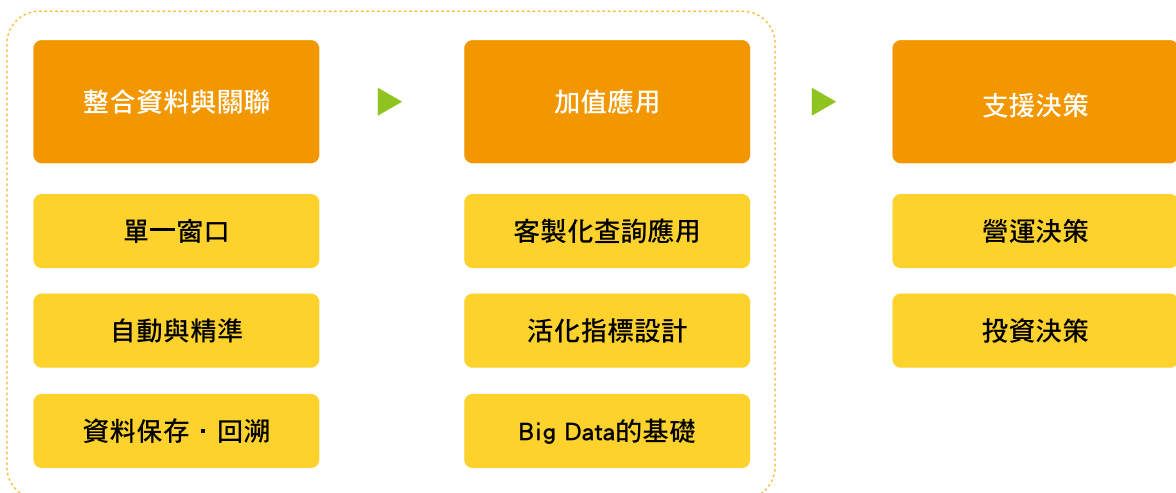 整合資料與關聯
加值應用
支援決策
單一窗口
客製化查詢應用
營運決策
自動與精準
活化指標設計
投資決策
資料保存·回溯
Big Data的基礎